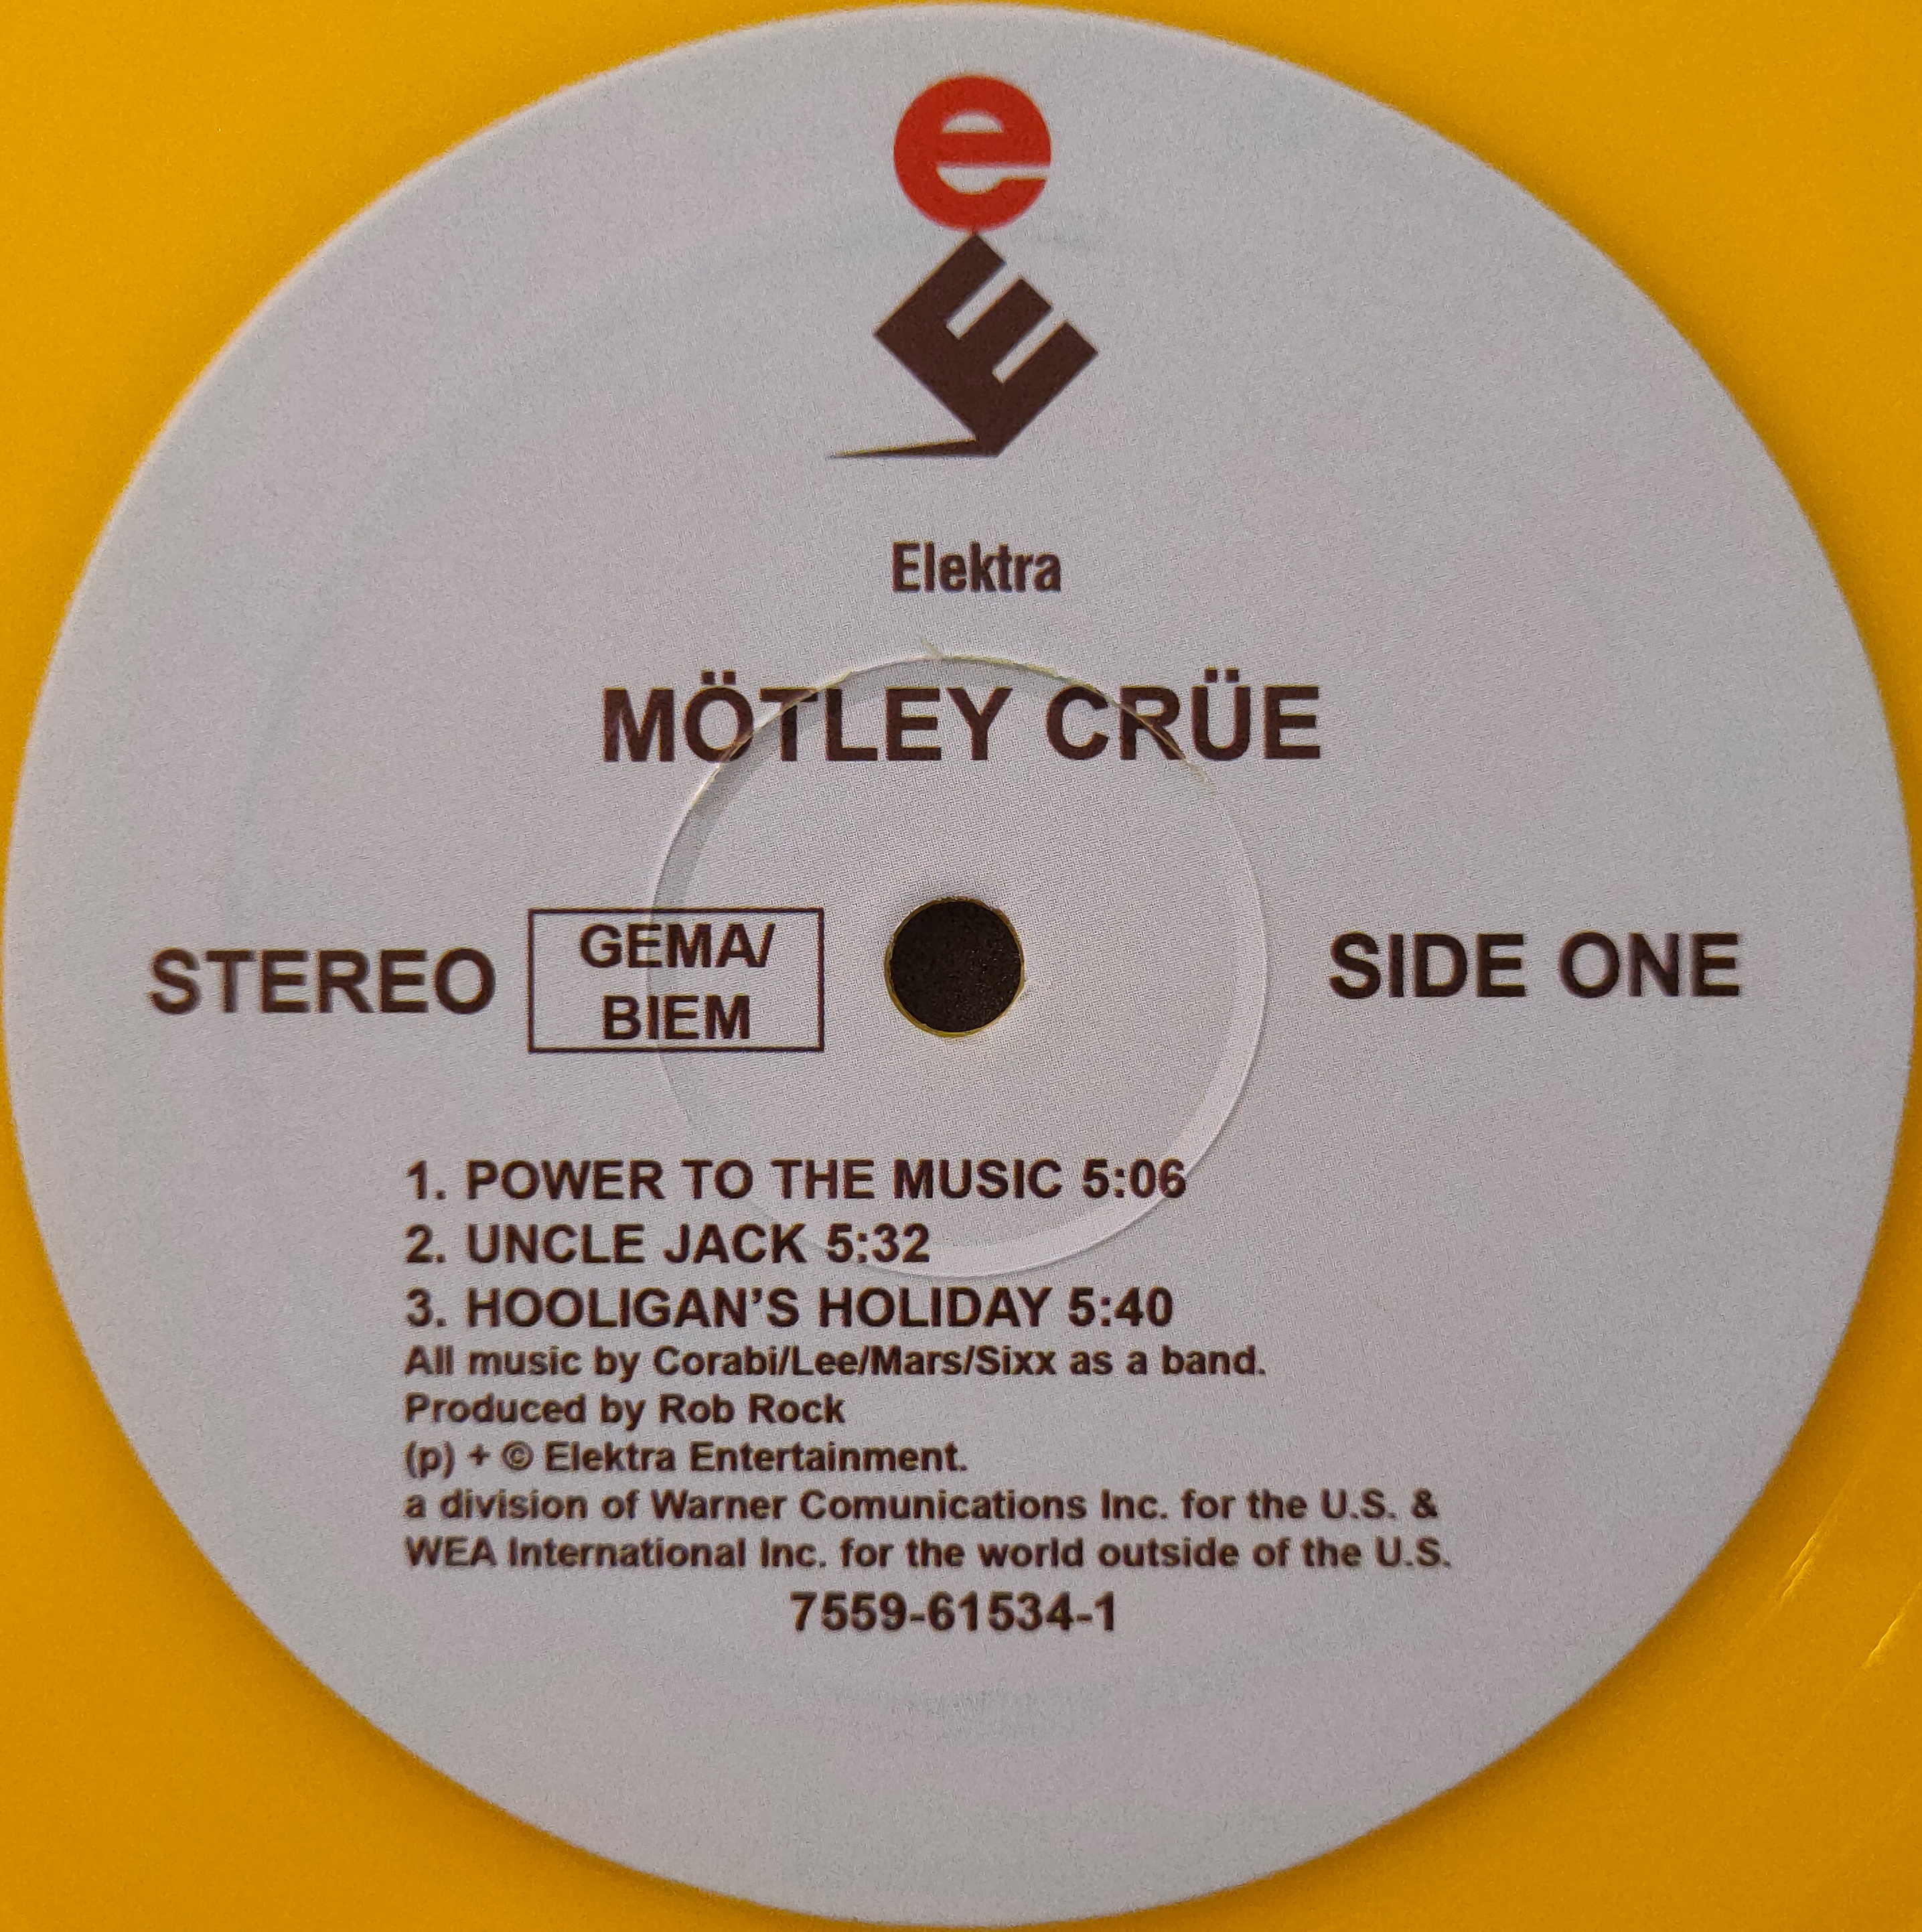 e
E
Elektra
MÖTLEY CRÜE
STEREO
GEMA/
BIEM
SIDE ONE
1. POWER TO THE MUSIC 5:06
2. UNCLE JACK 5:32
3. HOOLIGAN’S HOLIDAY 5:40
All music by Corabi/Lee/Mars/Sixx as a band.
Produced by Rob Rock
(p) + © Elektra Entertainment.
a division of Warner Comunications Inc. for the U.S. &
WEA International Inc. for the world outside of the U.S.
7559-61534-1